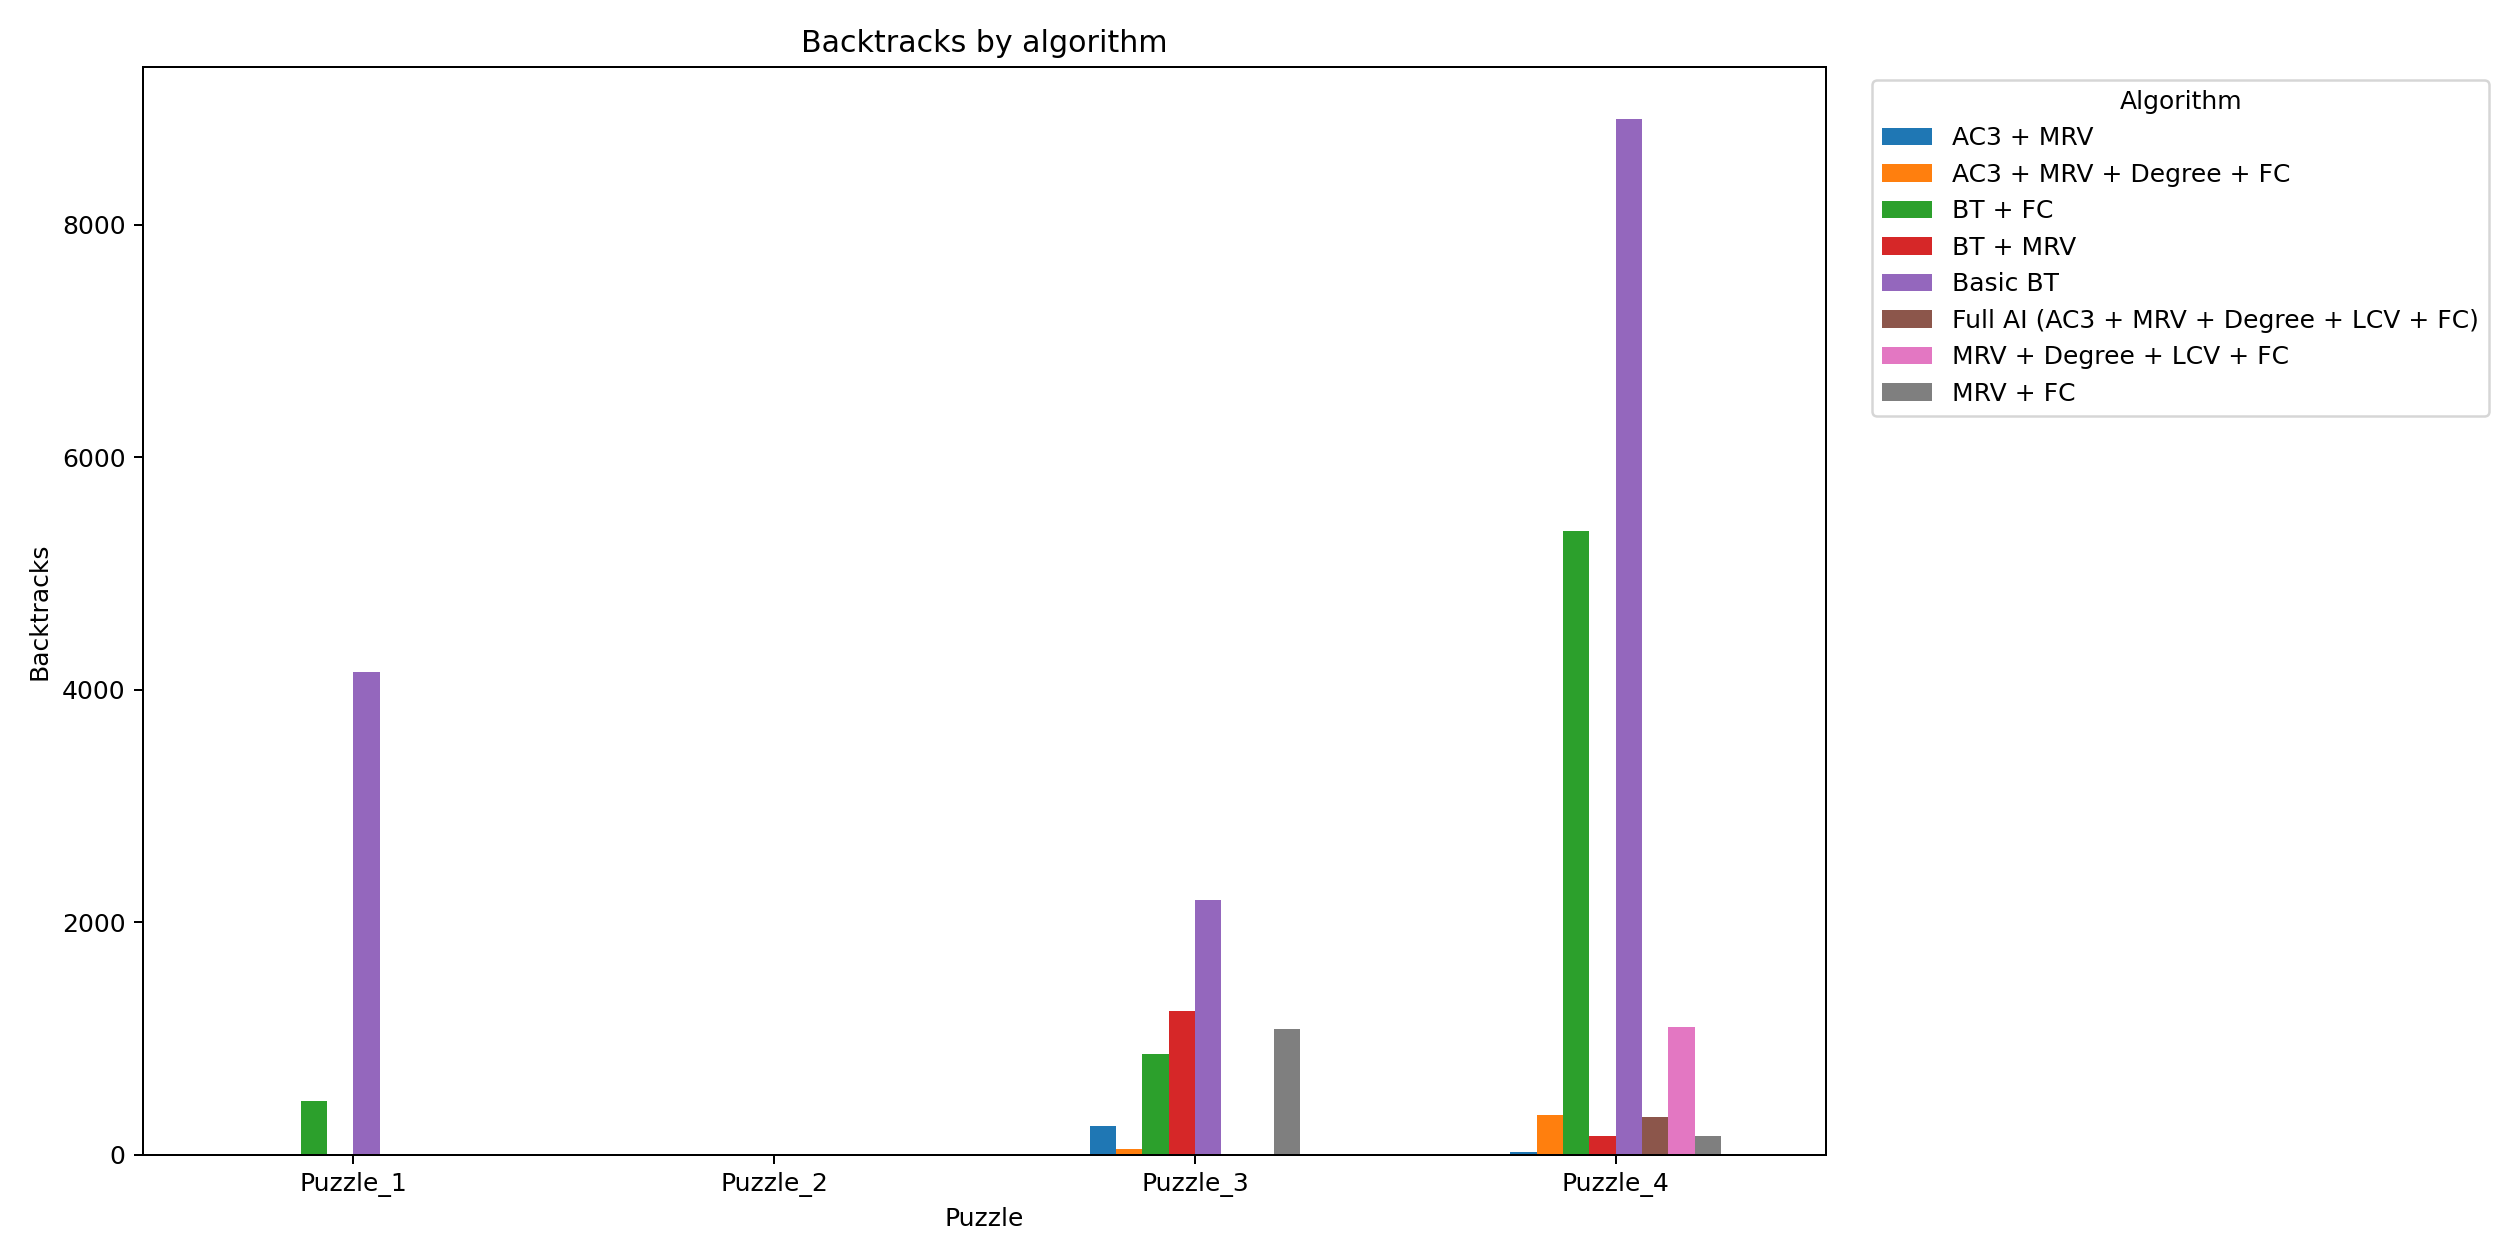 Backtracks by algorithm
Backtracks
8000
6000
4000
2000
0
Puzzle_1
Puzzle_2
Puzzle_3
Puzzle_4
Puzzle
Algorithm
AC3 + MRV
AC3 + MRV + Degree + FC
BT + FC
BT + MRV
Basic BT
Full AI (AC3 + MRV + Degree + LCV + FC)
MRV + Degree + LCV + FC
MRV + FC